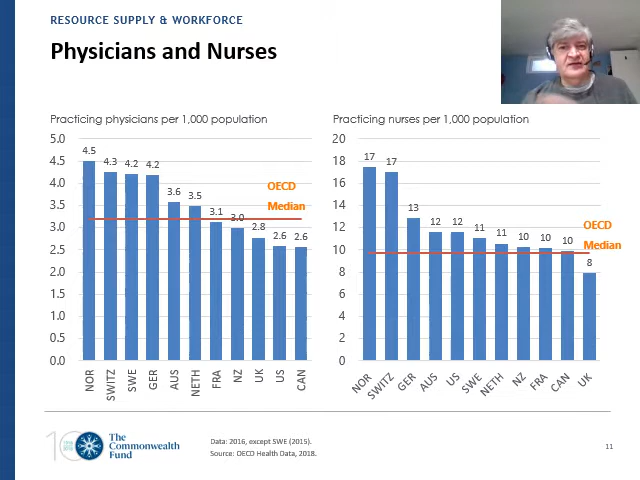 RESOURCE SUPPLY & WORKFORCE
Physicians and Nurses
Practicing physicians per 1,000 population
5.0
4.5
4.0
3.5
3.0
2.5
2.0
1.5
1.0
0.5
0.0
4.5
4.3
4.2
4.2
3.6
3.5
3.1
3.0
2.8
2.6
2.6
OECD
Median
NOR
SWITZ
SWE
GER
AUS
NETH
FRA
NZ
UK
US
CAN
Practicing nurses per 1,000 population
20
18
16
14
12
10
8
6
4
2
0
17
17
13
12
12
11
11
10
10
10
8
OECD
Median
NOR
SWITZ
GER
AUS
US
SWE
NETH
NZ
FRA
CAN
UK
The
Commonwealth
Fund
Data: 2016, except SWE (2015).
Source: OECD Health Data, 2018.
11